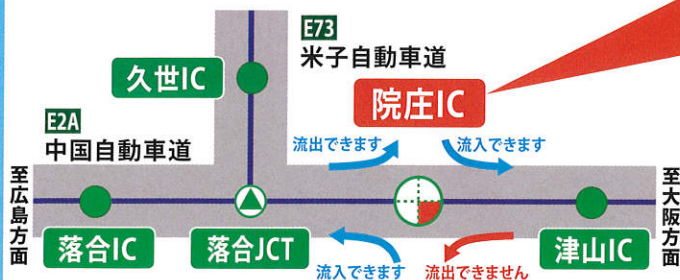 E73
米子自動車道
久世IC
院庄IC
E2A
中国自動車道
流出できます
流入できます
至広島方面
至大阪方面
落合IC
落合JCT
津山IC
流入できます
流出できません